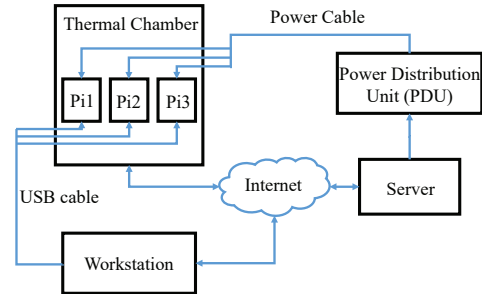 Thermal Chamber
Power Cable
Power Distribution
Unit (PDU)
Pi1
Pi2
Pi3
Internet
Server
USB cable
Workstation